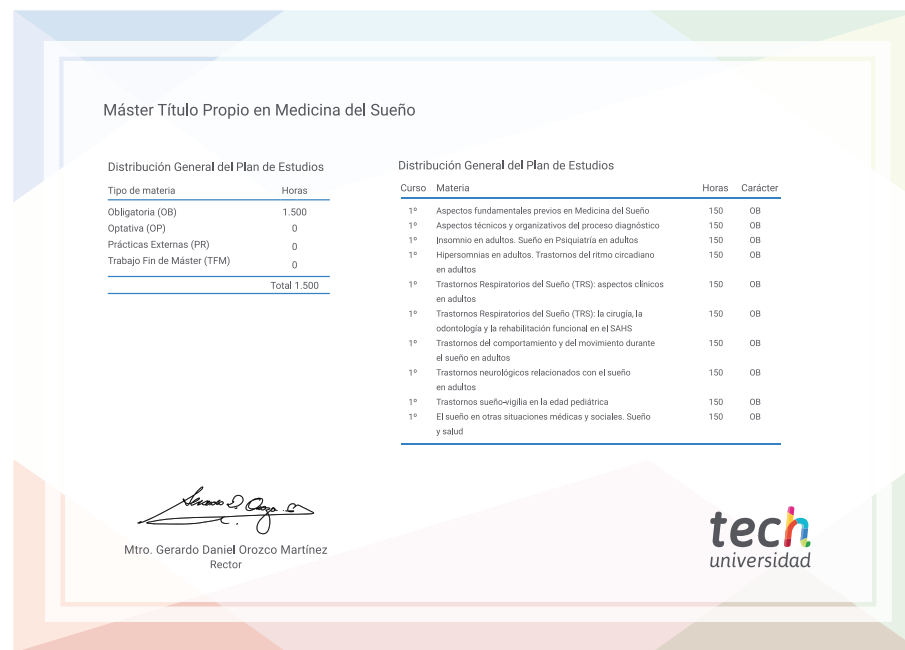 Máster Título Propio en Medicina del Sueño
Distribución General del Plan de Estudios
Tipo de materia Horas
Obligatoria (OB) 1.500
Optativa (OP) 0
Prácticas Externas (PR) 0
Trabajo Fin de Máster (TFM) 0
Total 1.500
Distribución General del Plan de Estudios
Curso Materia Horas Carácter
1º Aspectos fundamentales previos en Medicina del Sueño 150 OB
1º Aspectos técnicos y organizativos del proceso diagnóstico 150 OB
1º Insomnio en adultos. Sueño en Psiquiatría en adultos 150 OB
1º Hipersomnias en adultos. Trastornos del ritmo circadiano 150 OB
en adultos
1º Trastornos Respiratorios del Sueño (TRS): aspectos clínicos 150 OB
en adultos
1º Trastornos Respiratorios del Sueño (TRS): la cirugía, la 150 OB
odontología y la rehabilitación funcional en el SAHS
1º Trastornos del comportamiento y del movimiento durante 150 OB
el sueño en adultos
1º Trastornos neurológicos relacionados con el sueño 150 OB
en adultos
1º Trastornos sueño-vigilia en la edad pediátrica 150 OB
1º El sueño en otras situaciones médicas y sociales. Sueño 150 OB
y salud
Mtro. Gerardo Daniel Orozco Martínez
Rector
tech
universidad